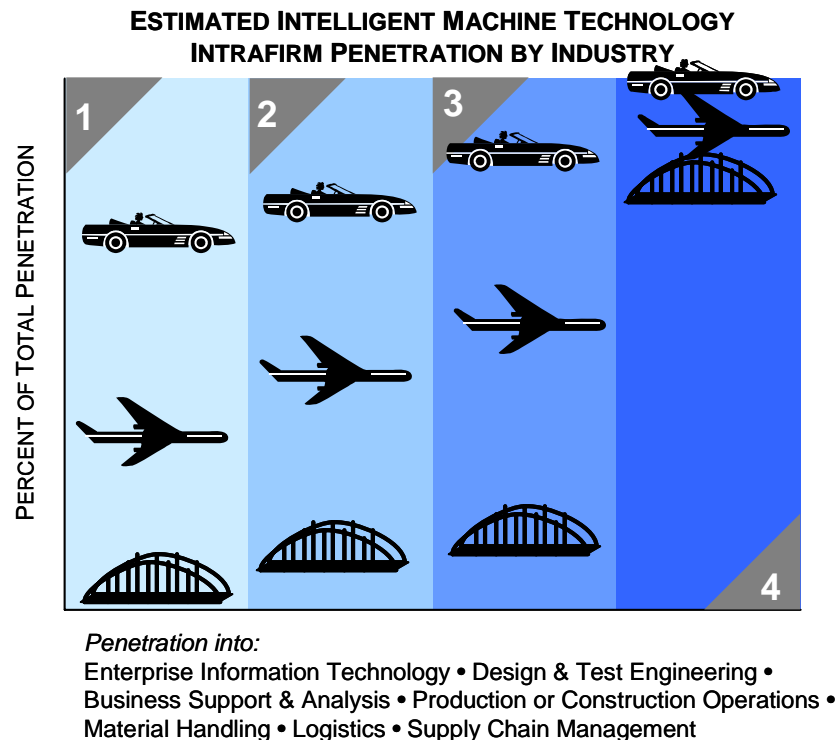 ESTIMATED INTELLIGENT MACHINE TECHNOLOGY
INTRAFIRM PENETRATION BY INDUSTRY
1
2
3
4
PERCENT OF TOTAL PENETRATION
Penetration into:
Enterprise Information Technology • Design & Test Engineering •
Business Support & Analysis • Production or Construction Operations •
Material Handling • Logistics • Supply Chain Management